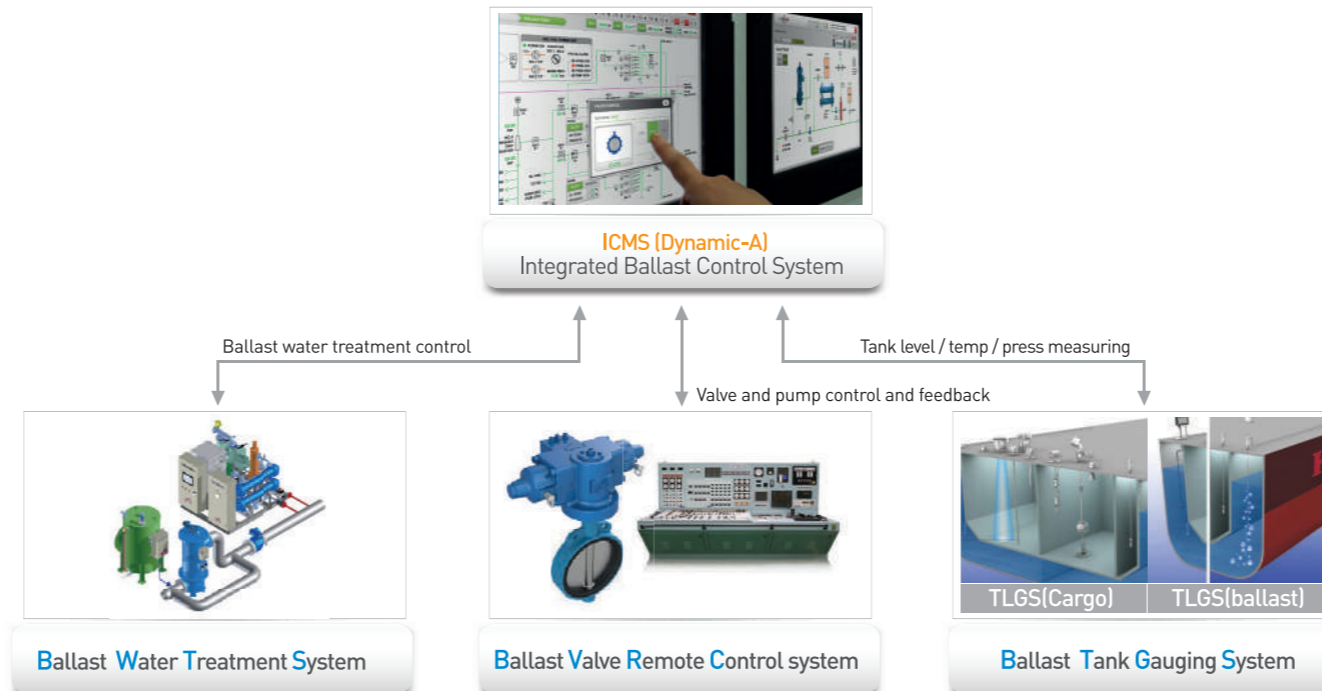 ICMS (Dynamic-A)
Integrated Ballast Control System
Ballast water treatment control
Tank level / temp / press measuring
Valve and pump control and feedback
TLGS(Cargo)
TLGS(ballast)
Ballast Water Treatment System
Ballast Valve Remote Control system
Ballast Tank Gauging System